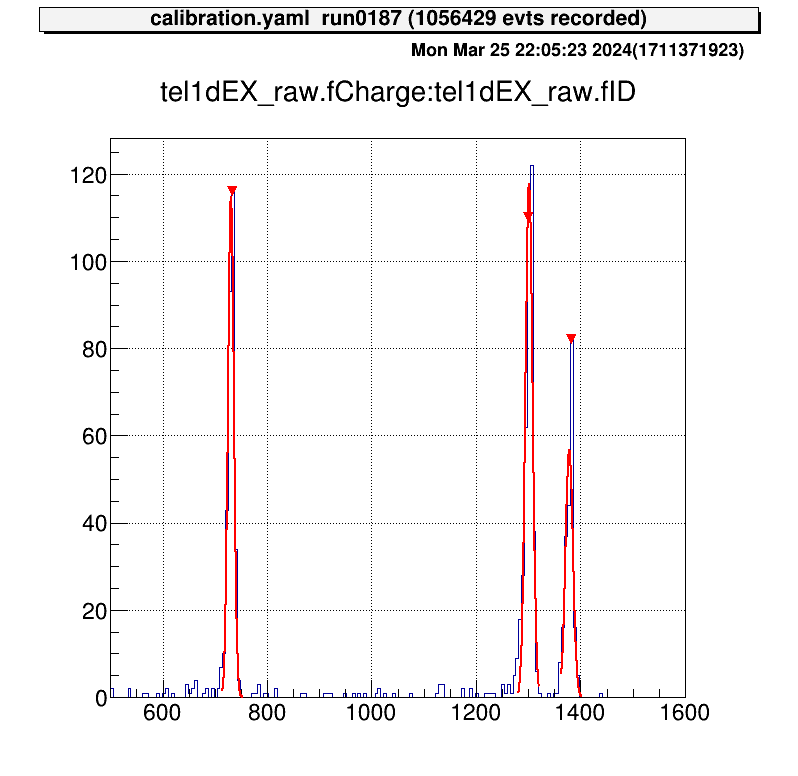 calibration.yaml run0187 (1056429 evts recorded)
Mon Mar 25 22:05:23 2024(1711371923)
tel1dEX_raw.fCharge:tel1dEX_raw.fID
120
100
80
60
40
20
0
600 800 1000 1200 1400 1600